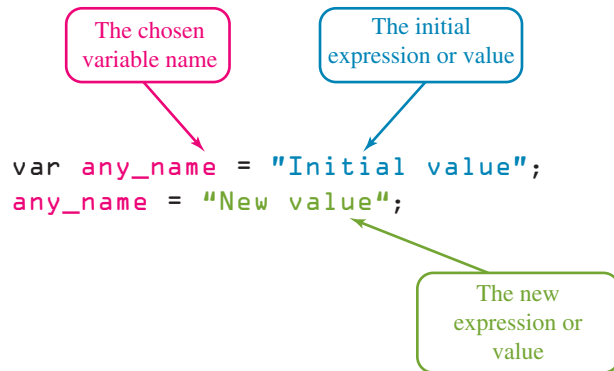 The chosen
variable name
The initial
expression or value
var any_name = "Initial value";
any_name = “New value“;
The new
expression or
value